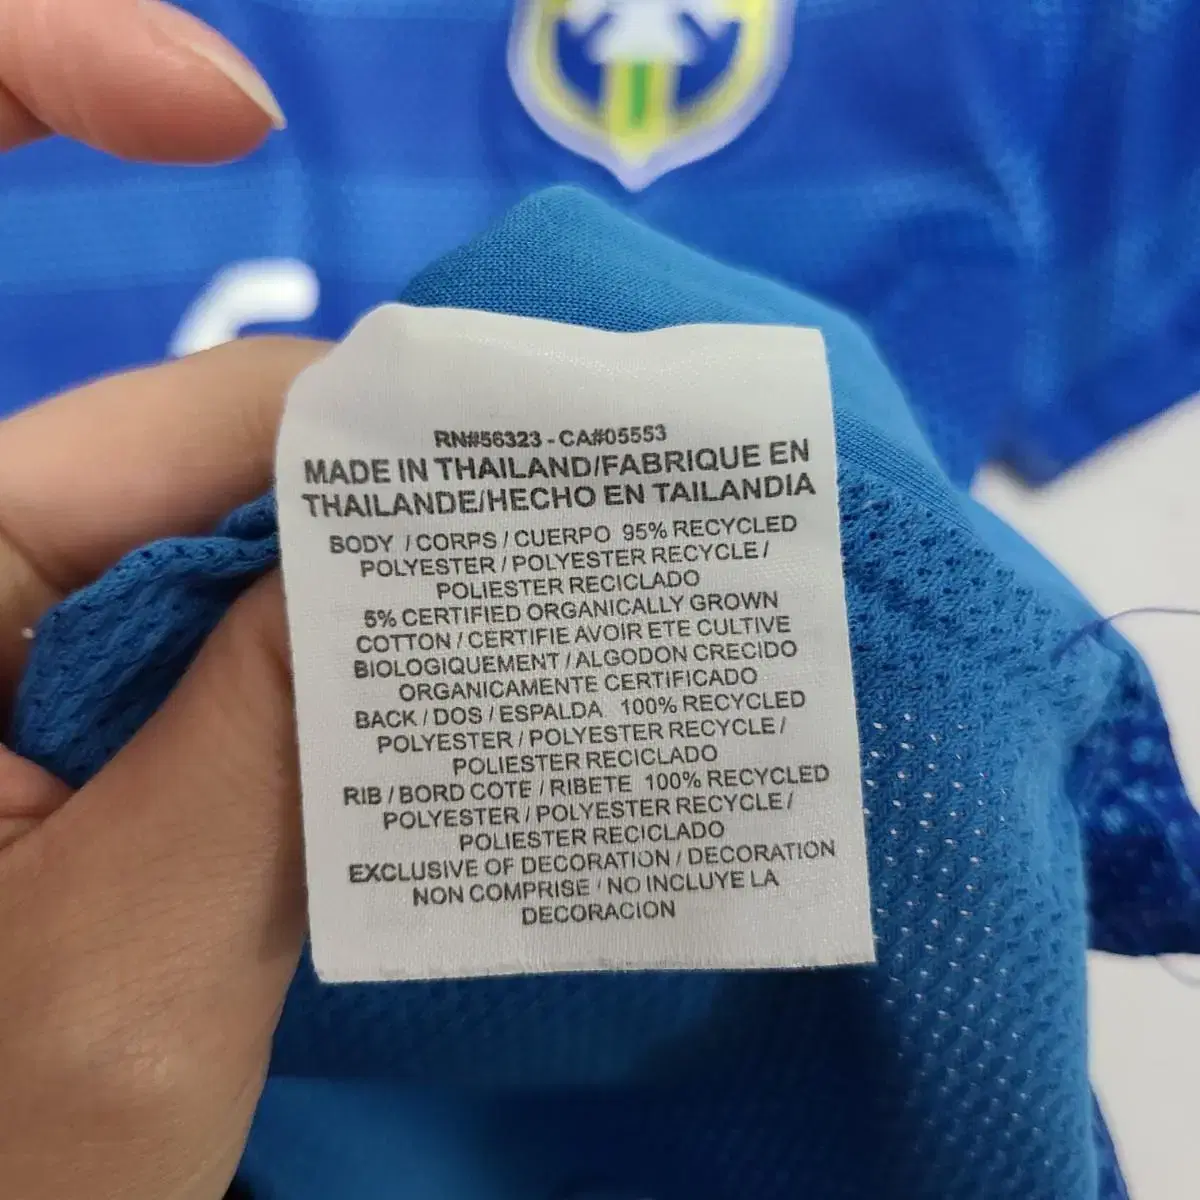 RN#56323 - CA#05553
MADE IN THAILAND/FABRIQUE EN
THAILANDE/HECHO EN TAILANDIA
BODY / CORPS / CUERPO 95% RECYCLED
POLYESTER / POLYESTER RECYCLE /
POLIESTER RECICLADO
5% CERTIFIED ORGANICALLY GROWN
COTTON / CERTIFIE AVOIR ETE CULTIVE
BIOLOGIQUEMENT / ALGODON CRECIDO
ORGANICAMENTE CERTIFICADO
BACK / DOS / ESPALDA 100% RECYCLED
POLYESTER / POLYESTER RECYCLE /
POLIESTER RECICLADO
RIB / BORD COTE / RIBETE 100% RECYCLED
POLYESTER / POLYESTER RECYCLE /
POLIESTER RECICLADO
EXCLUSIVE OF DECORATION / DECORATION
NON COMPRISE / NO INCLUYE LA
DECORACION